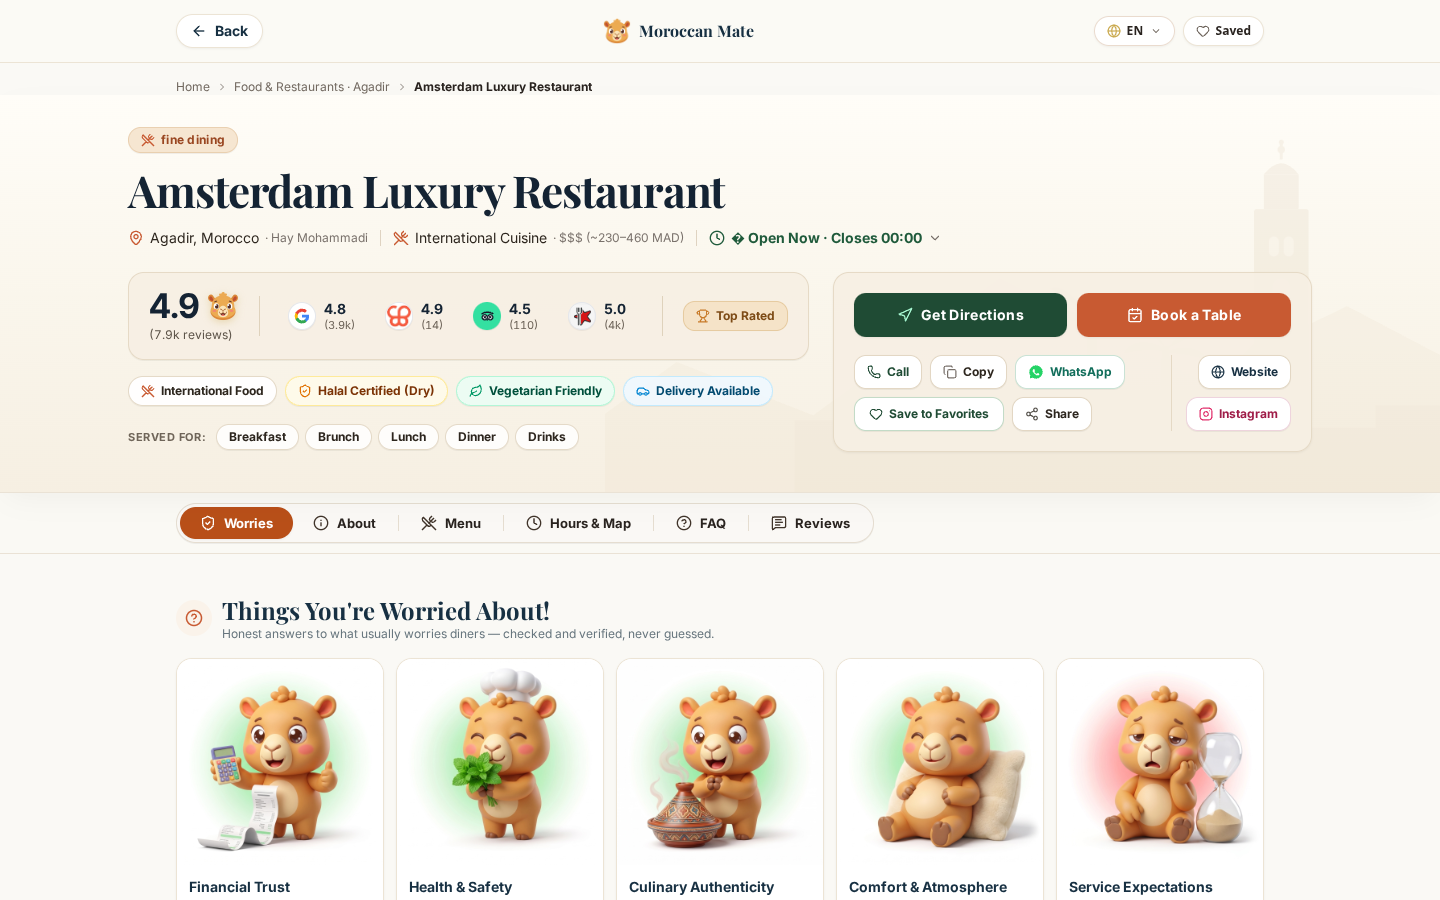 Back
Moroccan Mate
EN
Saved
Home
Food & Restaurants · Agadir
Amsterdam Luxury Restaurant
fine dining
Amsterdam Luxury Restaurant
Agadir, Morocco · Hay Mohammadi
International Cuisine · $$$ (~230–460 MAD)
� Open Now · Closes 00:00
4.9
(7.9k reviews)
4.8
(3.9k)
4.9
(14)
4.5
(110)
5.0
(4k)
Top Rated
Get Directions
Book a Table
Call
Copy
WhatsApp
Website
Save to Favorites
Share
Instagram
International Food
Halal Certified (Dry)
Vegetarian Friendly
Delivery Available
SERVED FOR:
Breakfast
Brunch
Lunch
Dinner
Drinks
Worries
About
Menu
Hours & Map
FAQ
Reviews
Things You're Worried About!
Honest answers to what usually worries diners — checked and verified, never guessed.
Financial Trust
Health & Safety
Culinary Authenticity
Comfort & Atmosphere
Service Expectations